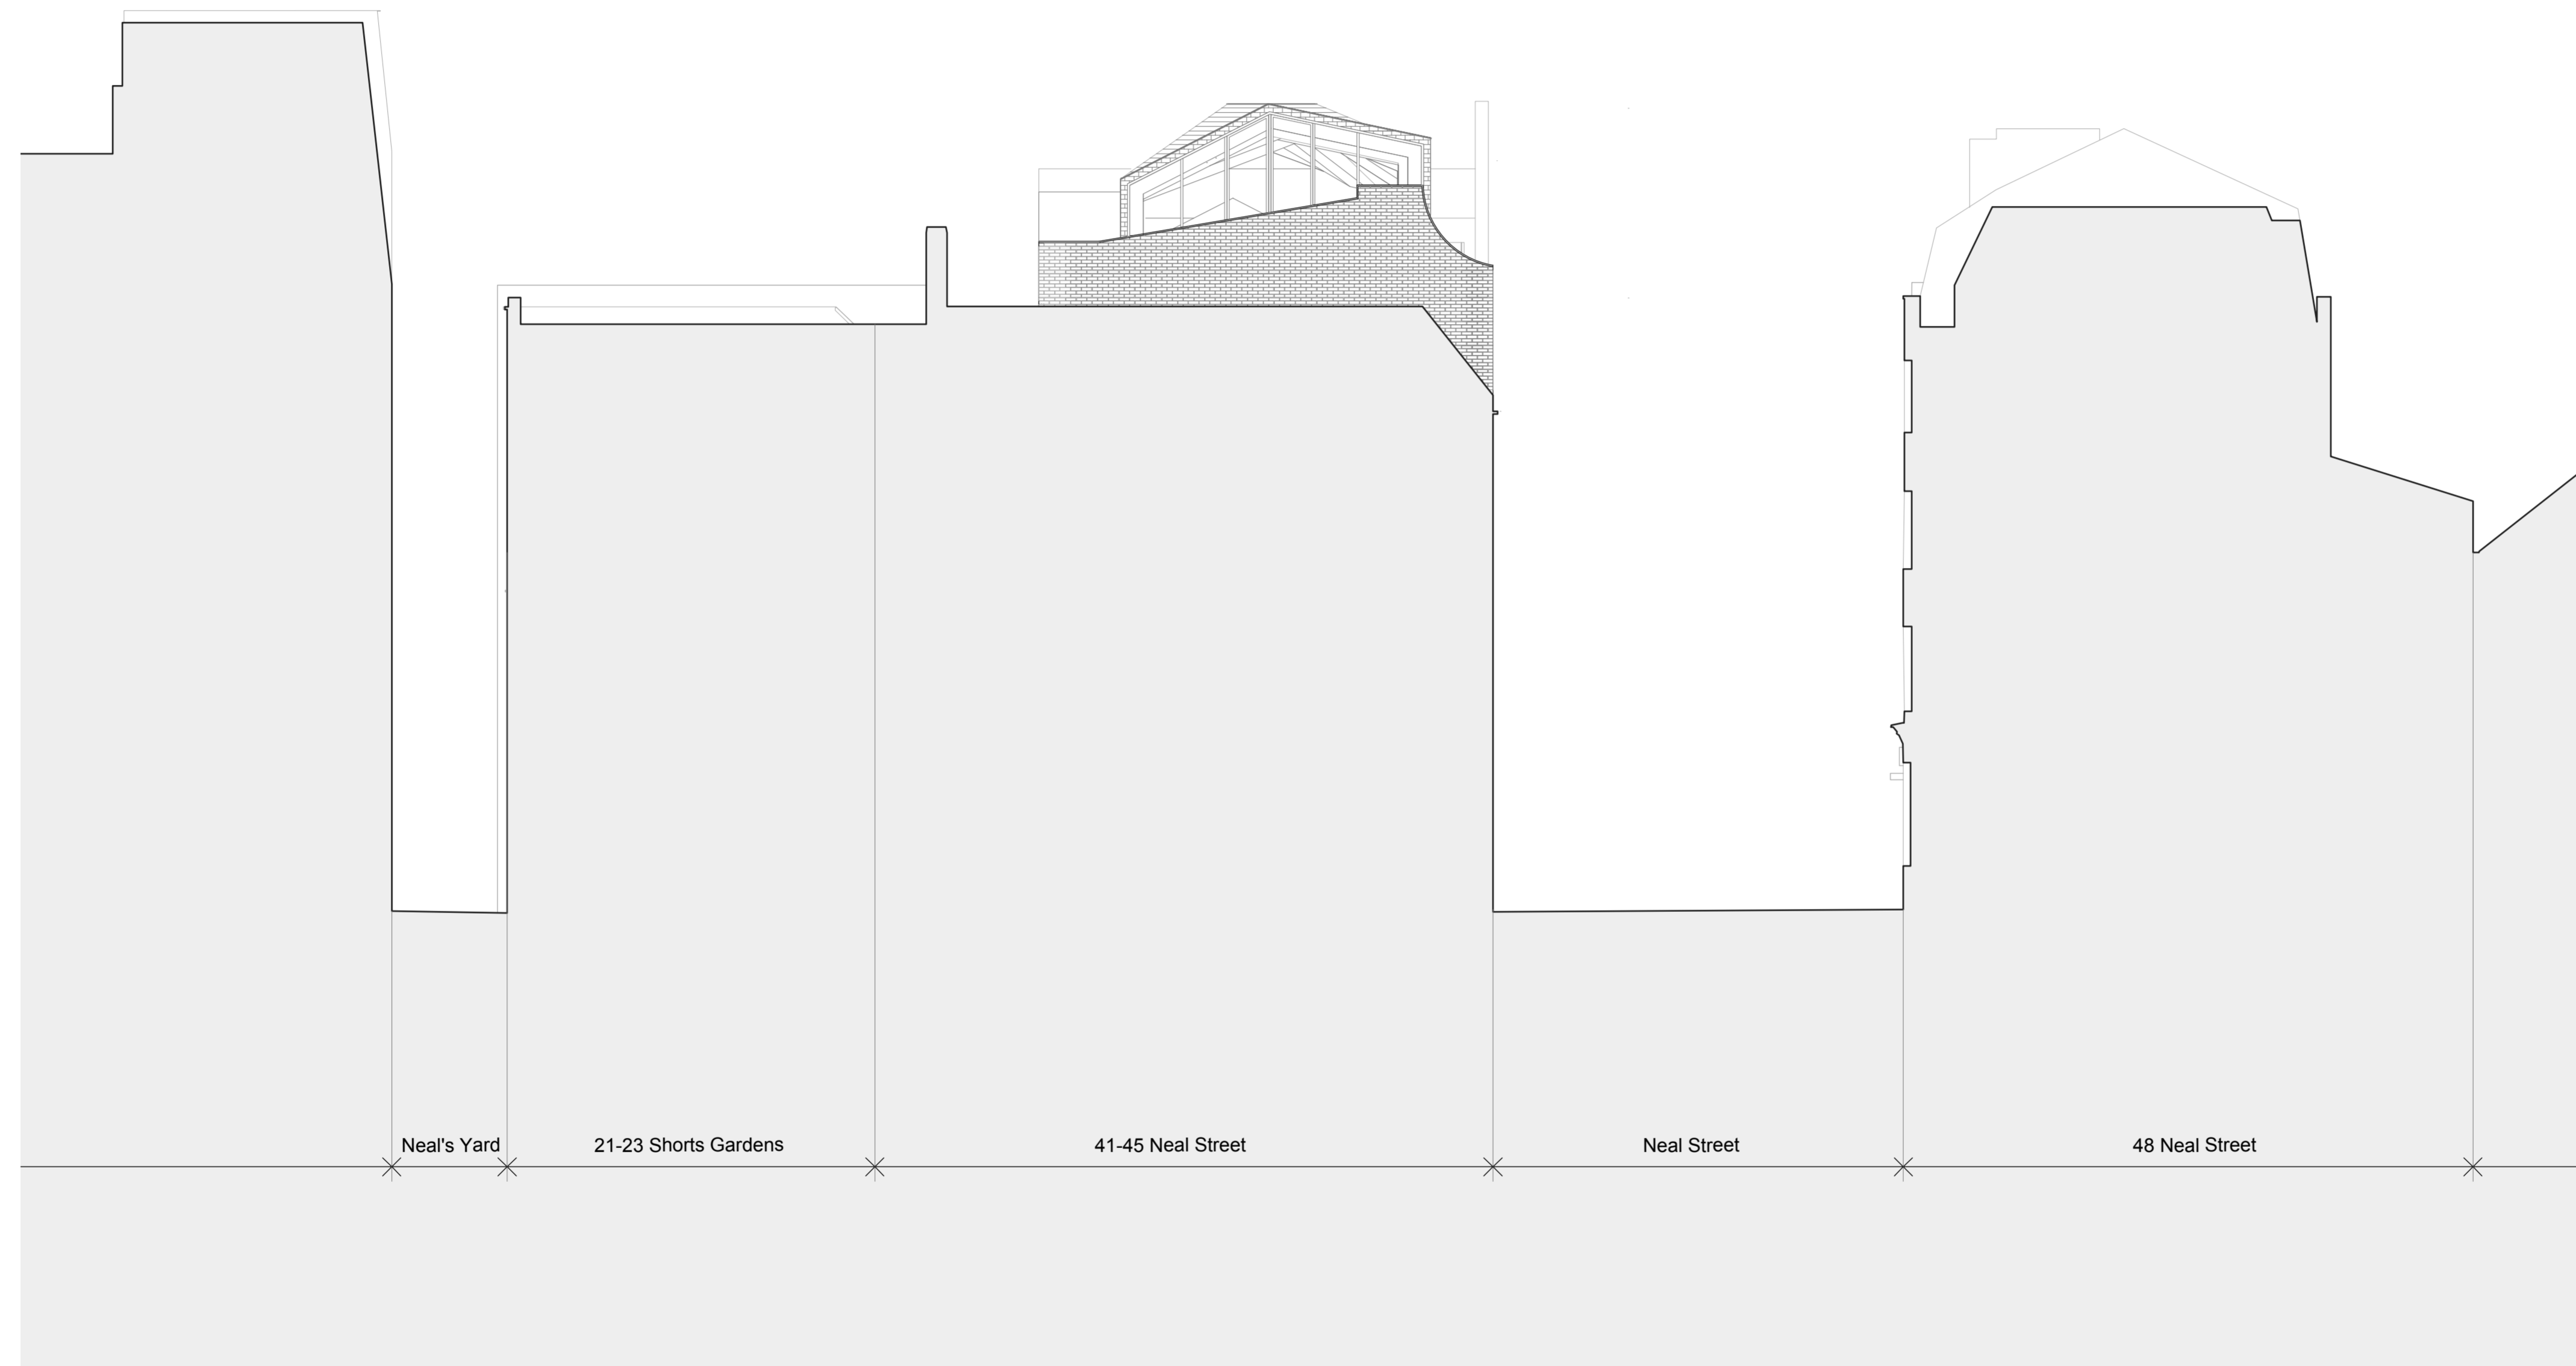 Neal's Yard
21-23 Shorts Gardens
41-45 Neal Street
Neal Street
48 Neal Street